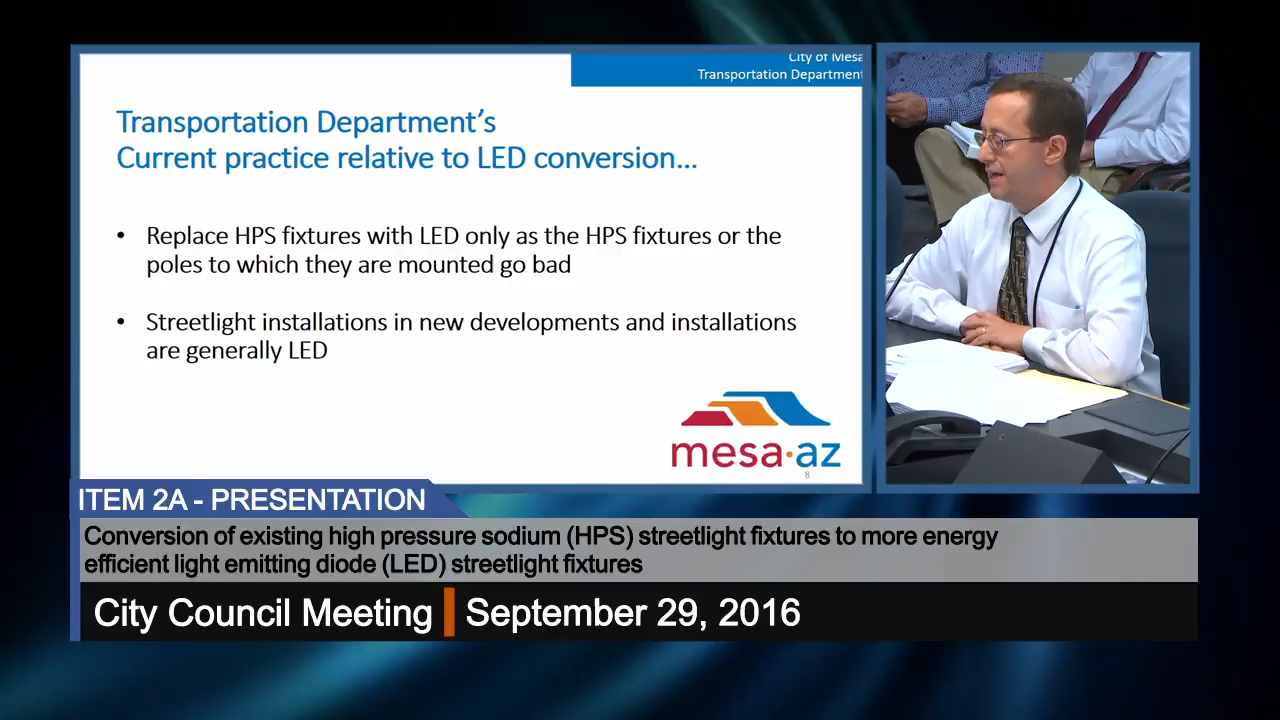 City of Mesa
Transportation Department
Transportation Department's
Current practice relative to LED conversion...
• Replace HPS fixtures with LED only as the HPS fixtures or the
poles to which they are mounted go bad
• Streetlight installations in new developments and installations
are generally LED
mesa·az
8
ITEM 2A - PRESENTATION
Conversion of existing high pressure sodium (HPS) streetlight fixtures to more energy
efficient light emitting diode (LED) streetlight fixtures
City Council Meeting
September 29, 2016